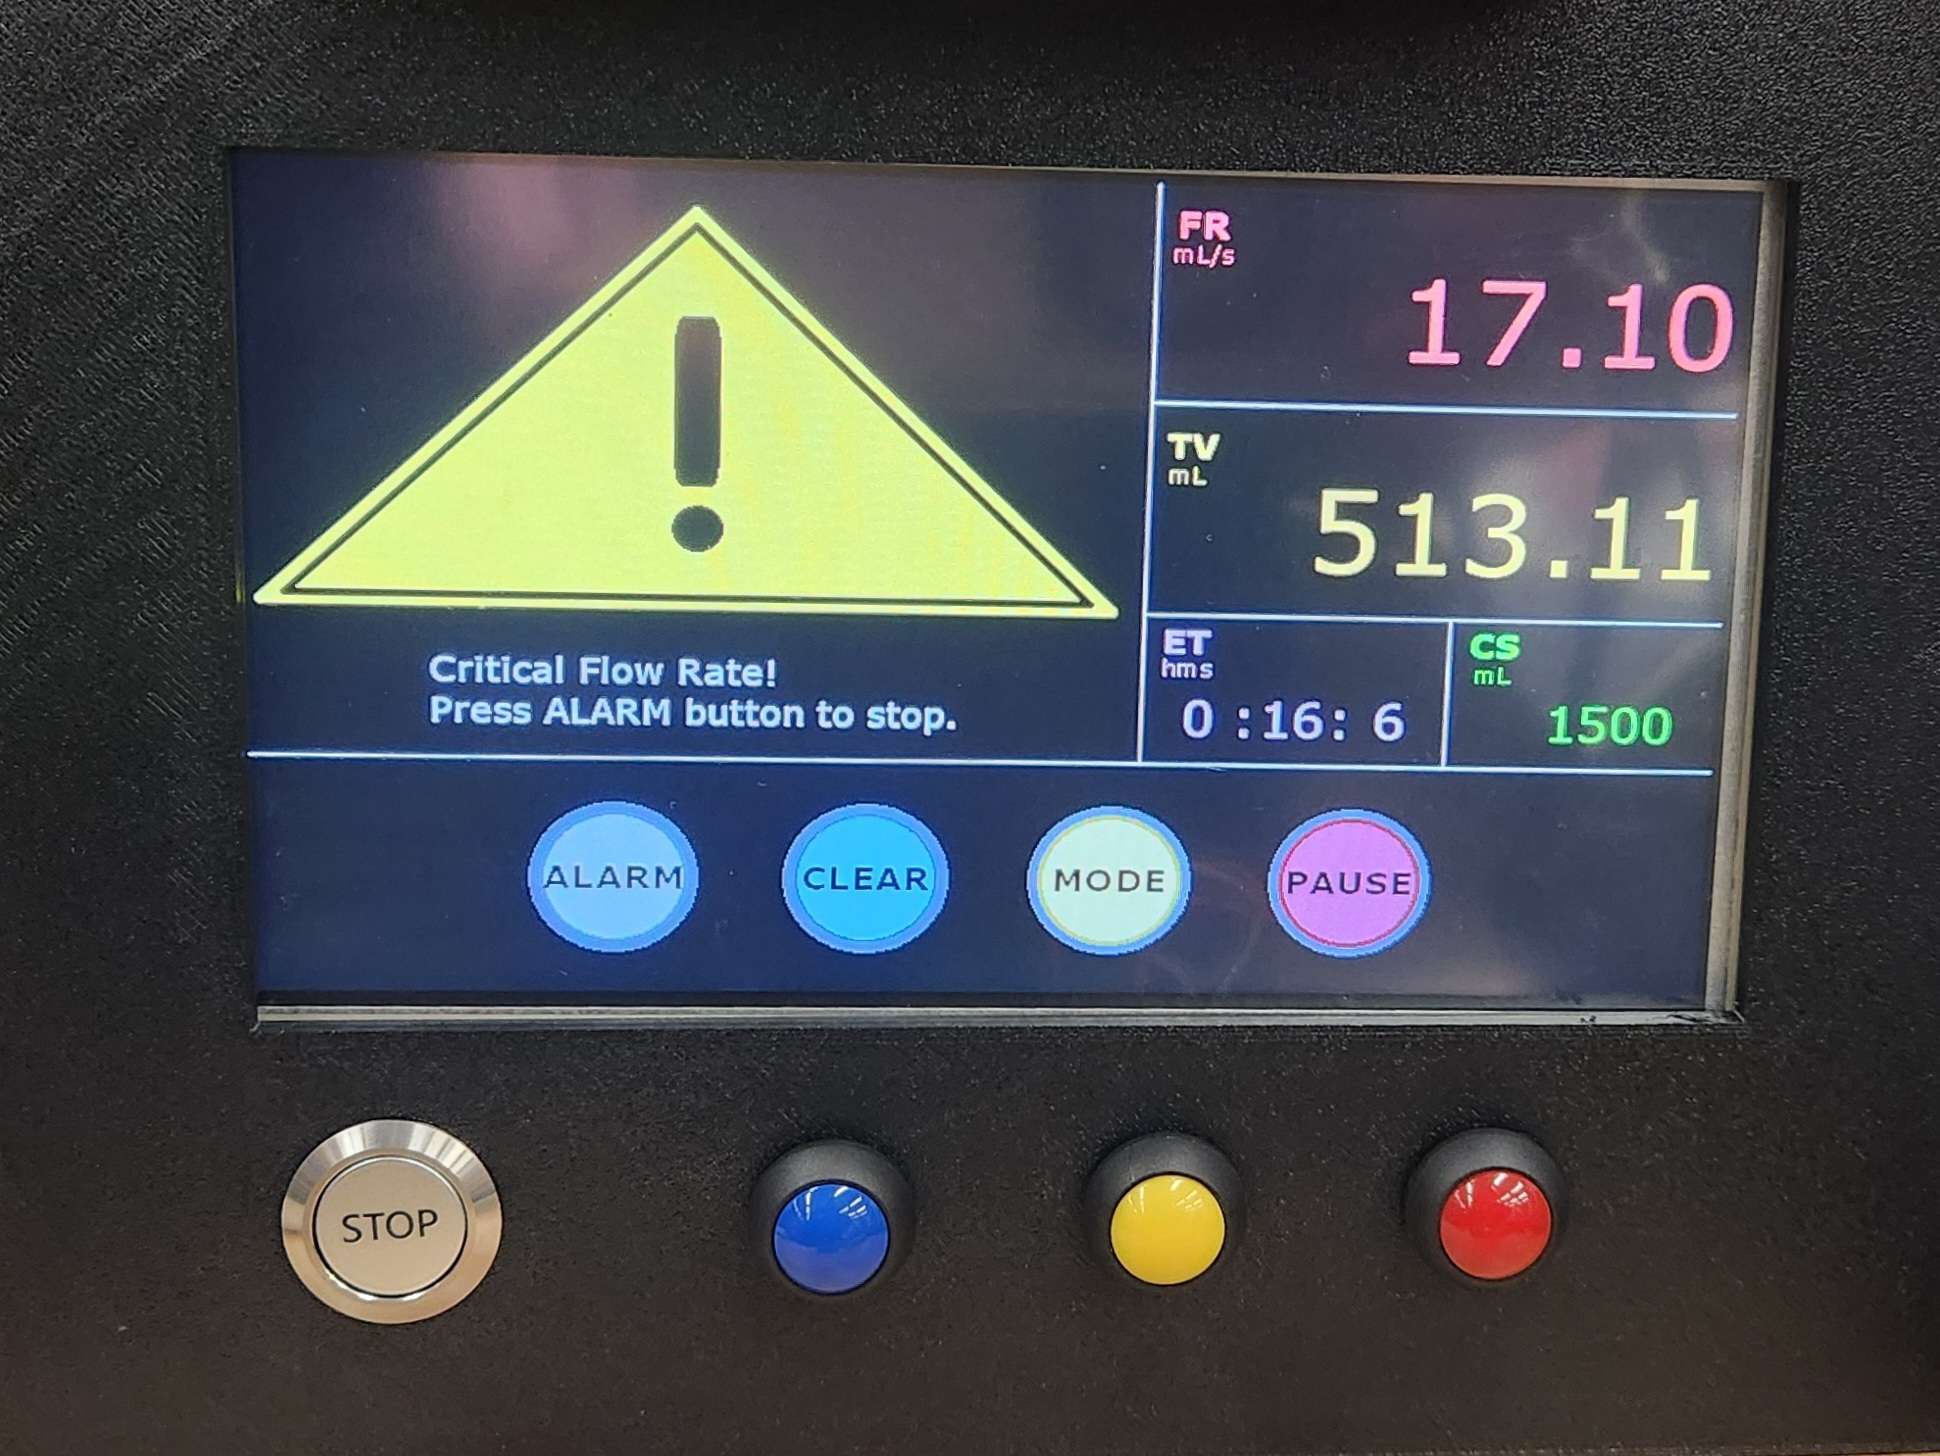 FR
mL/s
17.10
TV
mL
513.11
ET
hms
0 :16: 6
CS
mL
1500
Critical Flow Rate!
Press ALARM button to stop.
ALARM
CLEAR
MODE
PAUSE
STOP